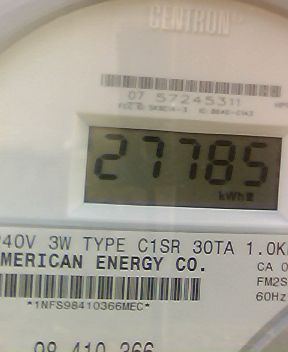 CENTRON
07 57245311
27785
kWh
240V 3W TYPE C1SR 30TA 1.0K
AMERICAN ENERGY CO.
CA 0
FM2S
60Hz
*1NFS98410366MEC*
98 410 366